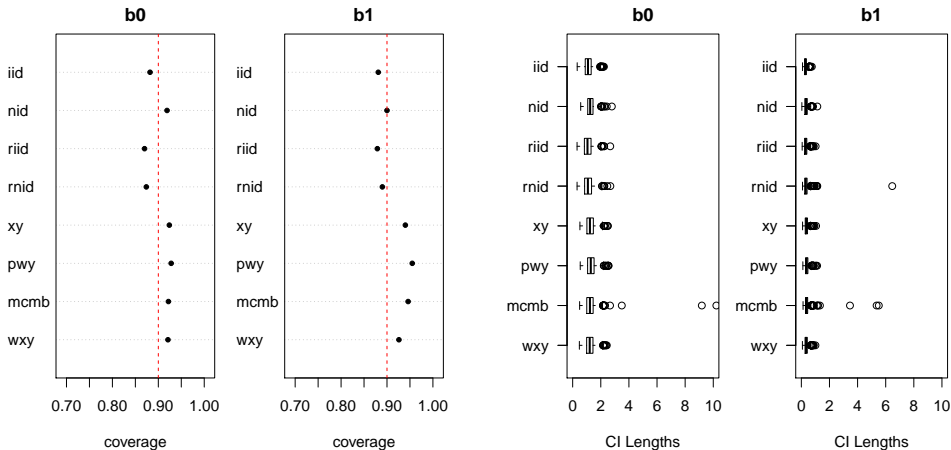 b0
iid
nid
riid
rnid
xy
pwy
mcmb
wxy
0.70 0.80 0.90 1.00
coverage
b1
iid
nid
riid
rnid
xy
pwy
mcmb
wxy
0.70 0.80 0.90 1.00
coverage
b0
iid
nid
riid
rnid
xy
pwy
mcmb
wxy
0 2 4 6 8 10
CI Lengths
b1
iid
nid
riid
rnid
xy
pwy
mcmb
wxy
0 2 4 6 8 10
CI Lengths